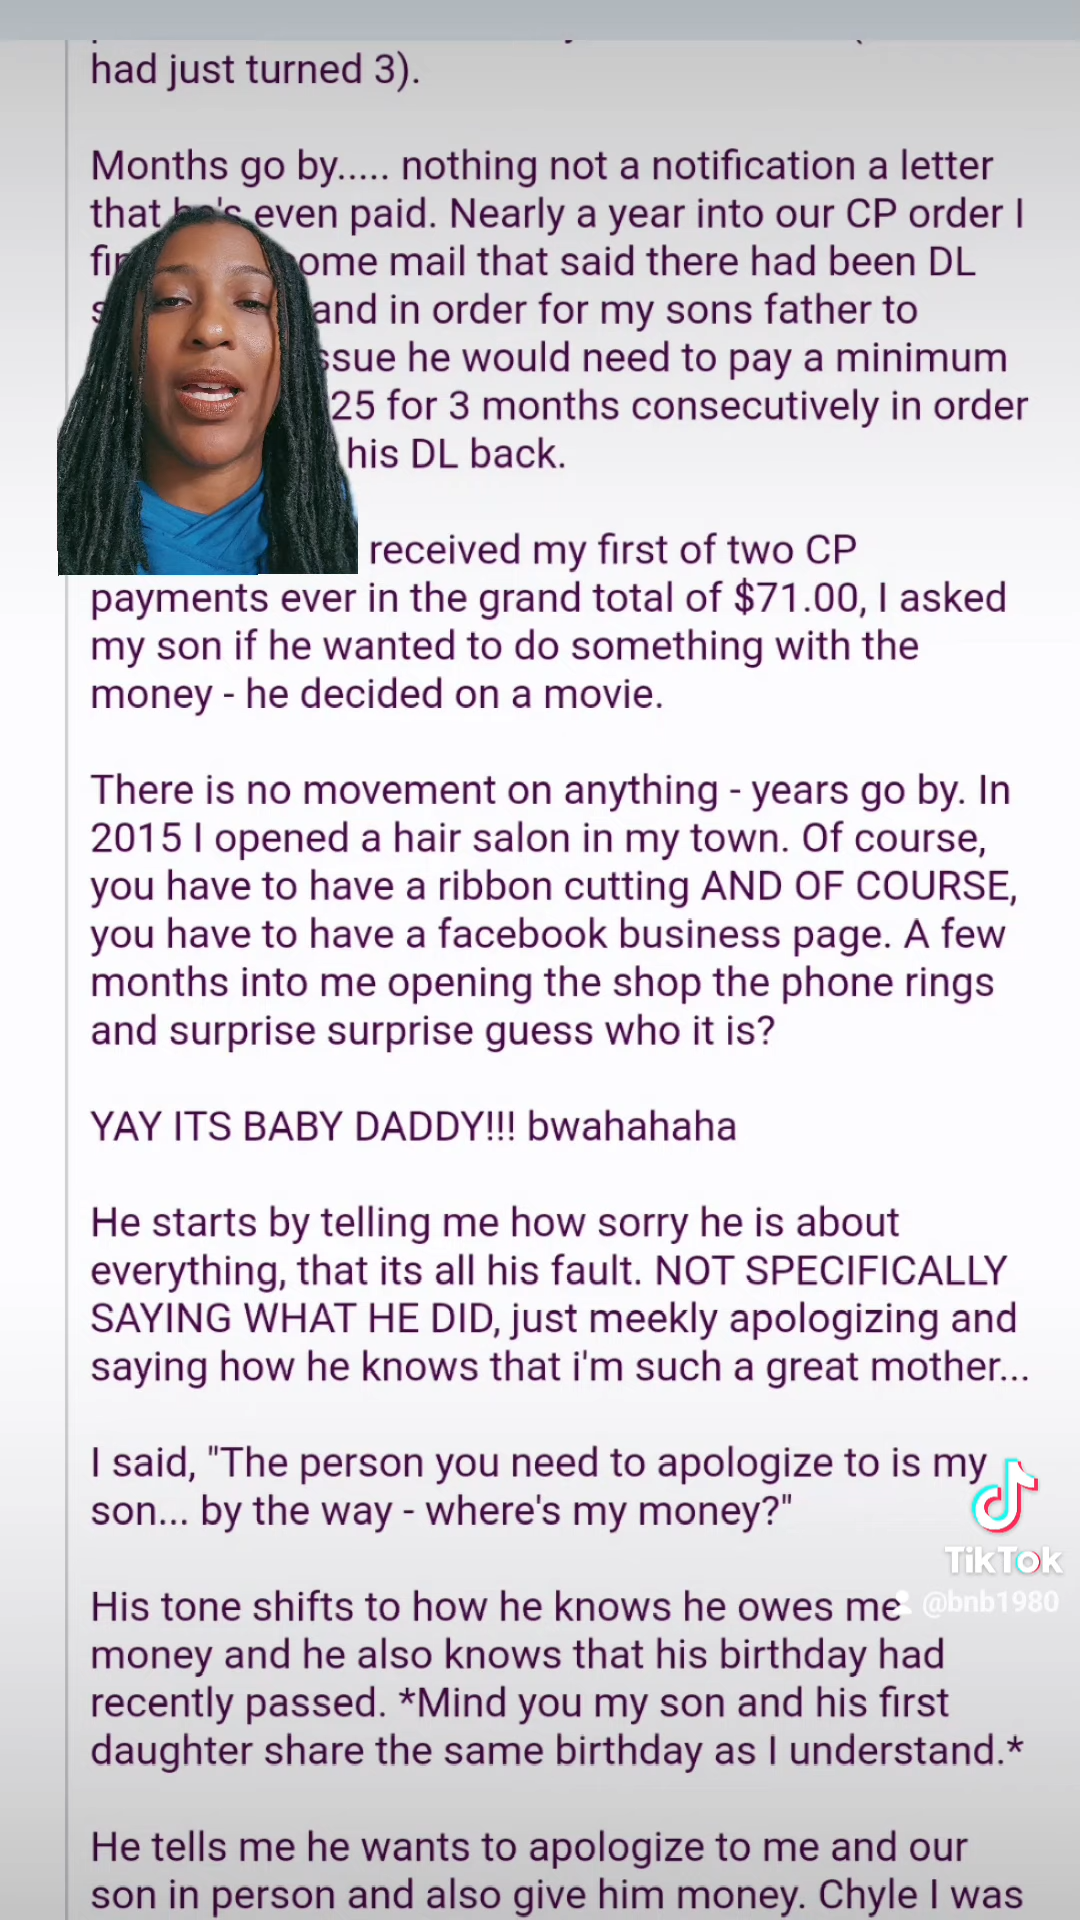 had just turned 3).
Months go by..... nothing not a notification a letter
that he's even paid. Nearly a year into our CP order I
ome mail that said there had been DL
and in order for my sons father to
ssue he would need to pay a minimum
25 for 3 months consecutively in order
his DL back.
received my first of two CP
payments ever in the grand total of $71.00, I asked
my son if he wanted to do something with the
money - he decided on a movie.
There is no movement on anything - years go by. In
2015 I opened a hair salon in my town. Of course,
you have to have a ribbon cutting AND OF COURSE,
you have to have a facebook business page. A few
months into me opening the shop the phone rings
and surprise surprise guess who it is?
YAY ITS BABY DADDY!!! bwahahaha
He starts by telling me how sorry he is about
everything, that its all his fault. NOT SPECIFICALLY
SAYING WHAT HE DID, just meekly apologizing and
saying how he knows that i'm such a great mother...
I said, "The person you need to apologize to is my
son... by the way - where's my money?"
TikTok
@bnb1980
His tone shifts to how he knows he owes me
money and he also knows that his birthday had
recently passed. *Mind you my son and his first
daughter share the same birthday as I understand.*
He tells me he wants to apologize to me and our
son in person and also give him money. Chyle I was